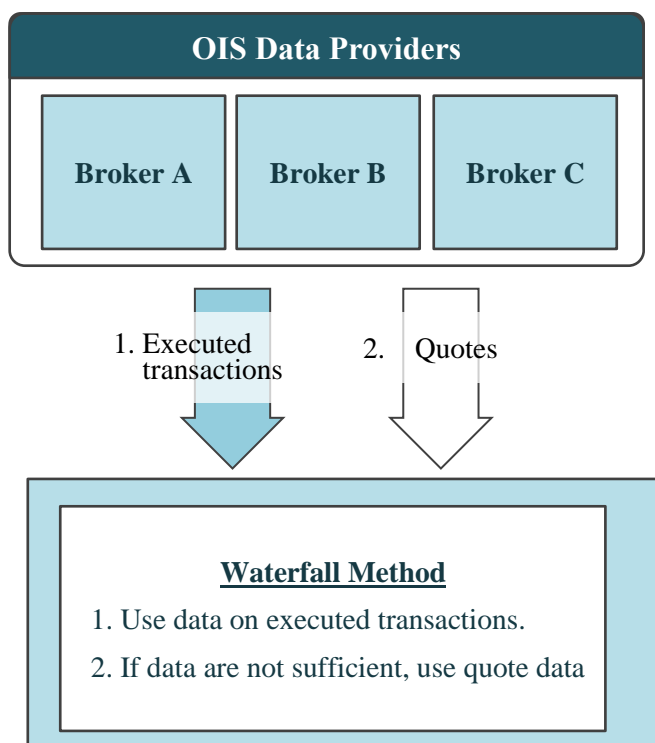 OIS Data Providers
Broker A
Broker B
Broker C
1. Executed
transactions
2. Quotes
Waterfall Method
1. Use data on executed transactions.
2. If data are not sufficient, use quote data